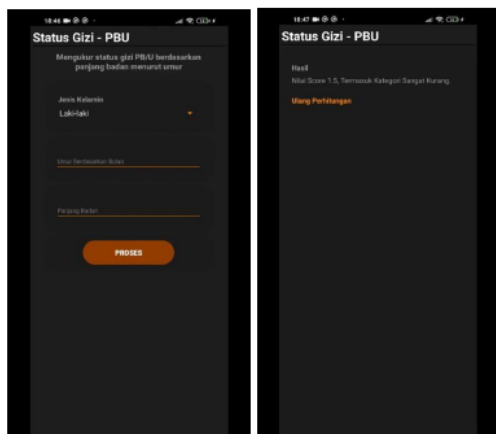 18:46
Status Gizi - PBU
Mengukur status gizi PB/U berdasarkan
panjang badan menurut umur
Jenis Kelamin
Laki-laki
Umur Berdasarkan Bulan
Panjang Badan
PROSES
18:47
Status Gizi - PBU
Hasil
Nilai Score 1.5, Termasuk Kategori Sangat Kurang.
Ulang Perhitungan